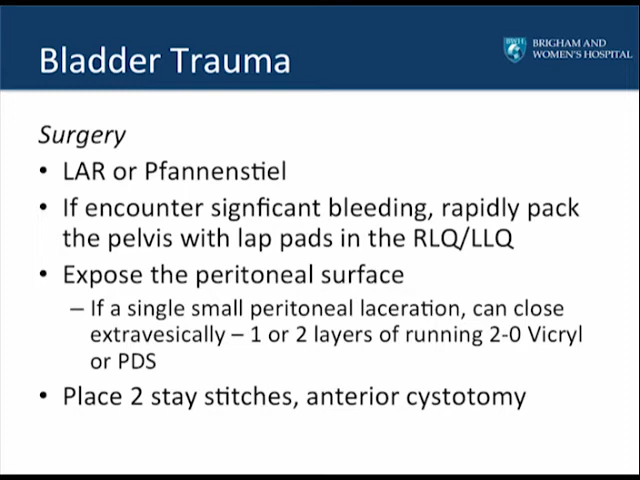 Bladder Trauma
BRIGHAM AND
WOMEN'S HOSPITAL
Surgery
• LAR or Pfannenstiel
• If encounter signficant bleeding, rapidly pack
the pelvis with lap pads in the RLQ/LLQ
• Expose the peritoneal surface
– If a single small peritoneal laceration, can close
extravesically – 1 or 2 layers of running 2-0 Vicryl
or PDS
• Place 2 stay stitches, anterior cystotomy